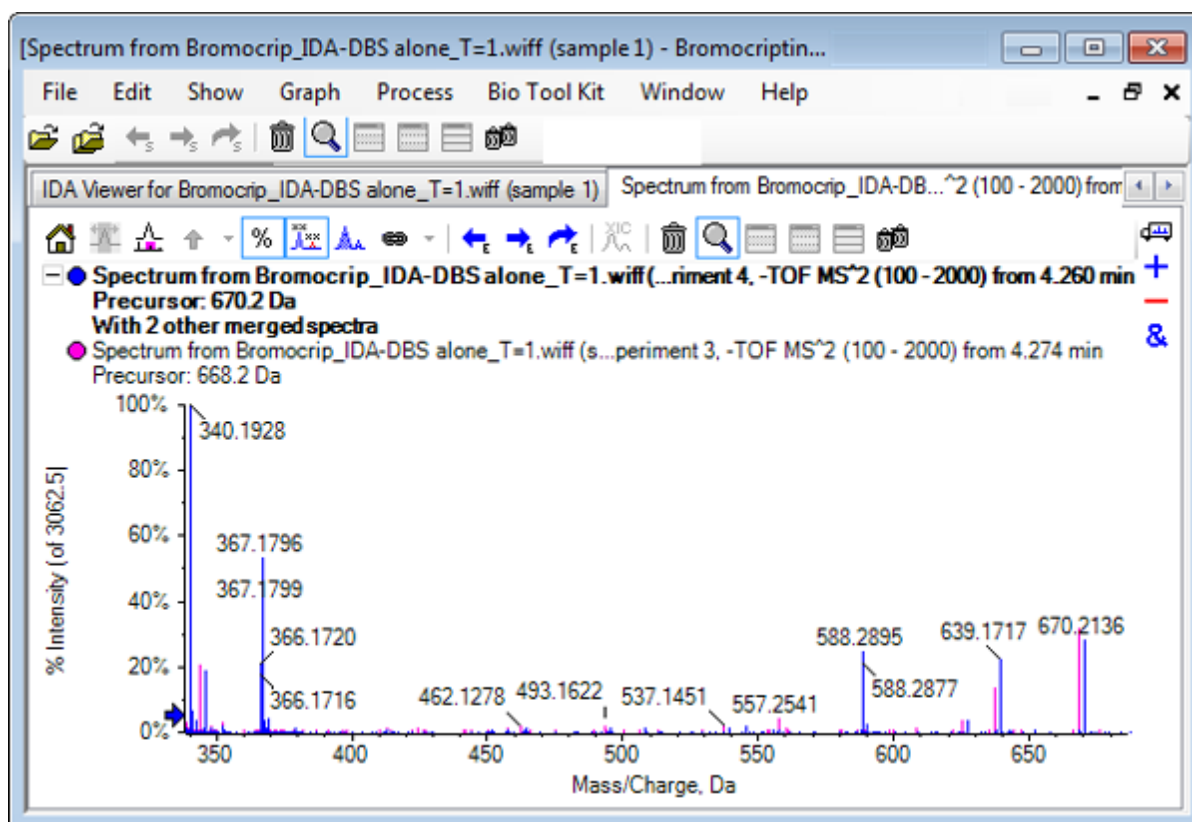 [Spectrum from Bromocrip_IDA-DBS alone_T=1.wiff (sample 1) - Bromocriptin...
File Edit Show Graph Process Bio Tool Kit Window Help
IDA Viewer for Bromocrip_IDA-DBS alone_T=1.wiff (sample 1) Spectrum from Bromocrip_IDA-DB...^2 (100 - 2000) from
% XIC
Spectrum from Bromocrip_IDA-DBS alone_T=1.wiff (...riment 4, -TOF MS^2 (100 - 2000) from 4.260 min
Precursor: 670.2 Da
With 2 other merged spectra
Spectrum from Bromocrip_IDA-DBS alone_T=1.wiff (s...periment 3, -TOF MS^2 (100 - 2000) from 4.274 min
Precursor: 668.2 Da
&
% Intensity (of 3062.5)
100%
80%
60%
40%
20%
0%
340.1928
367.1796
367.1799
366.1720
366.1716
462.1278
493.1622
537.1451
557.2541
588.2895
588.2877
639.1717
670.2136
350 400 450 500 550 600 650
Mass/Charge, Da